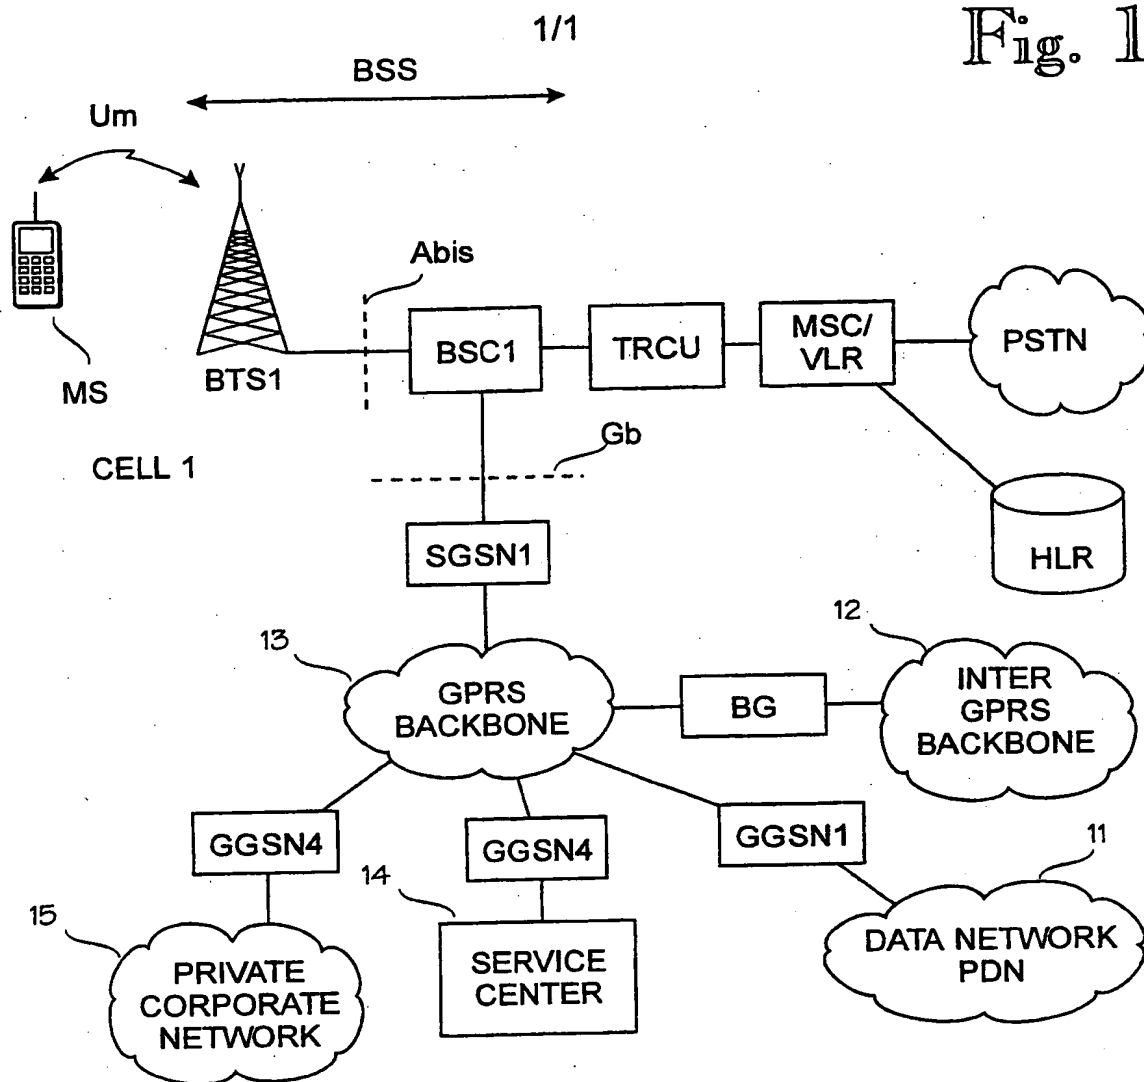 1/1
Fig. 1
BSS
Um
Abis
MS
BTS1
BSC1
TRCU
MSC/
VLR
PSTN
CELL 1
Gb
HLR
SGSN1
13
GPRS
BACKBONE
BG
12
INTER
GPRS
BACKBONE
GGSN4
GGSN4
GGSN1
11
DATA NETWORK
PDN
15
PRIVATE
CORPORATE
NETWORK
14
SERVICE
CENTER